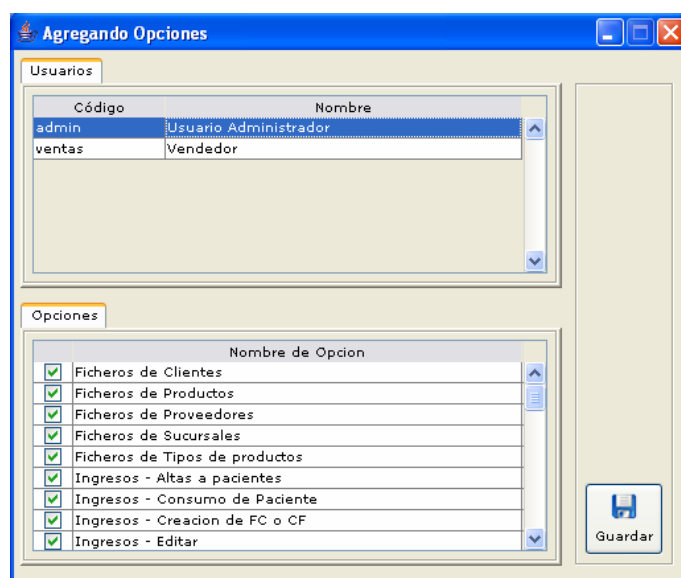 Agregando Opciones
Usuarios
Código Nombre
admin Usuario Administrador
ventas Vendedor
Opciones
Nombre de Opcion
Ficheros de Clientes
Ficheros de Productos
Ficheros de Proveedores
Ficheros de Sucursales
Ficheros de Tipos de productos
Ingresos - Altas a pacientes
Ingresos - Consumo de Paciente
Ingresos - Creacion de FC o CF
Ingresos - Editar
Guardar